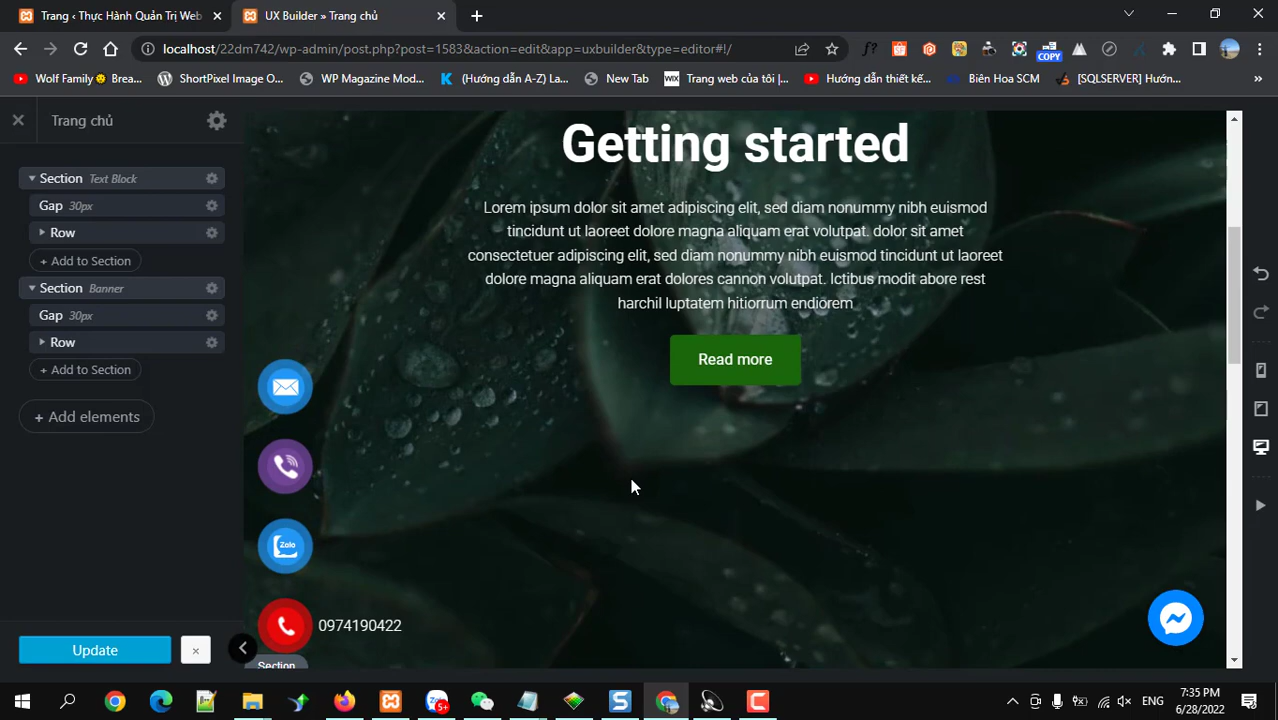 Trang ‹ Thực Hành Quản Trị Web
UX Builder » Trang chủ
localhost/22dm742/wp-admin/post.php?post=1583&action=edit&app=uxbuilder&type=editor#!/
COPY
Wolf Family Brea...
ShortPixel Image O...
WP Magazine Mod...
(Hướng dẫn A-Z) La...
New Tab
WIX
Trang web của tôi |...
Hướng dẫn thiết kế...
Biên Hoa SCM
[SQLSERVER] Hướn...
Trang chủ
Section Text Block
Gap 30px
Row
+ Add to Section
Section Banner
Gap 30px
Row
+ Add to Section
+ Add elements
Update
Getting started
Lorem ipsum dolor sit amet adipiscing elit, sed diam nonummy nibh euismod
tincidunt ut laoreet dolore magna aliquam erat volutpat. dolor sit amet
consectetuer adipiscing elit, sed diam nonummy nibh euismod tincidunt ut laoreet
dolore magna aliquam erat dolores cannon volutpat. Ictibus modit abore rest
harchil luptatem hitiorrum endiorem
Read more
Zalo
0974190422
Section
Zalo
5+
ENG
7:35 PM
6/28/2022